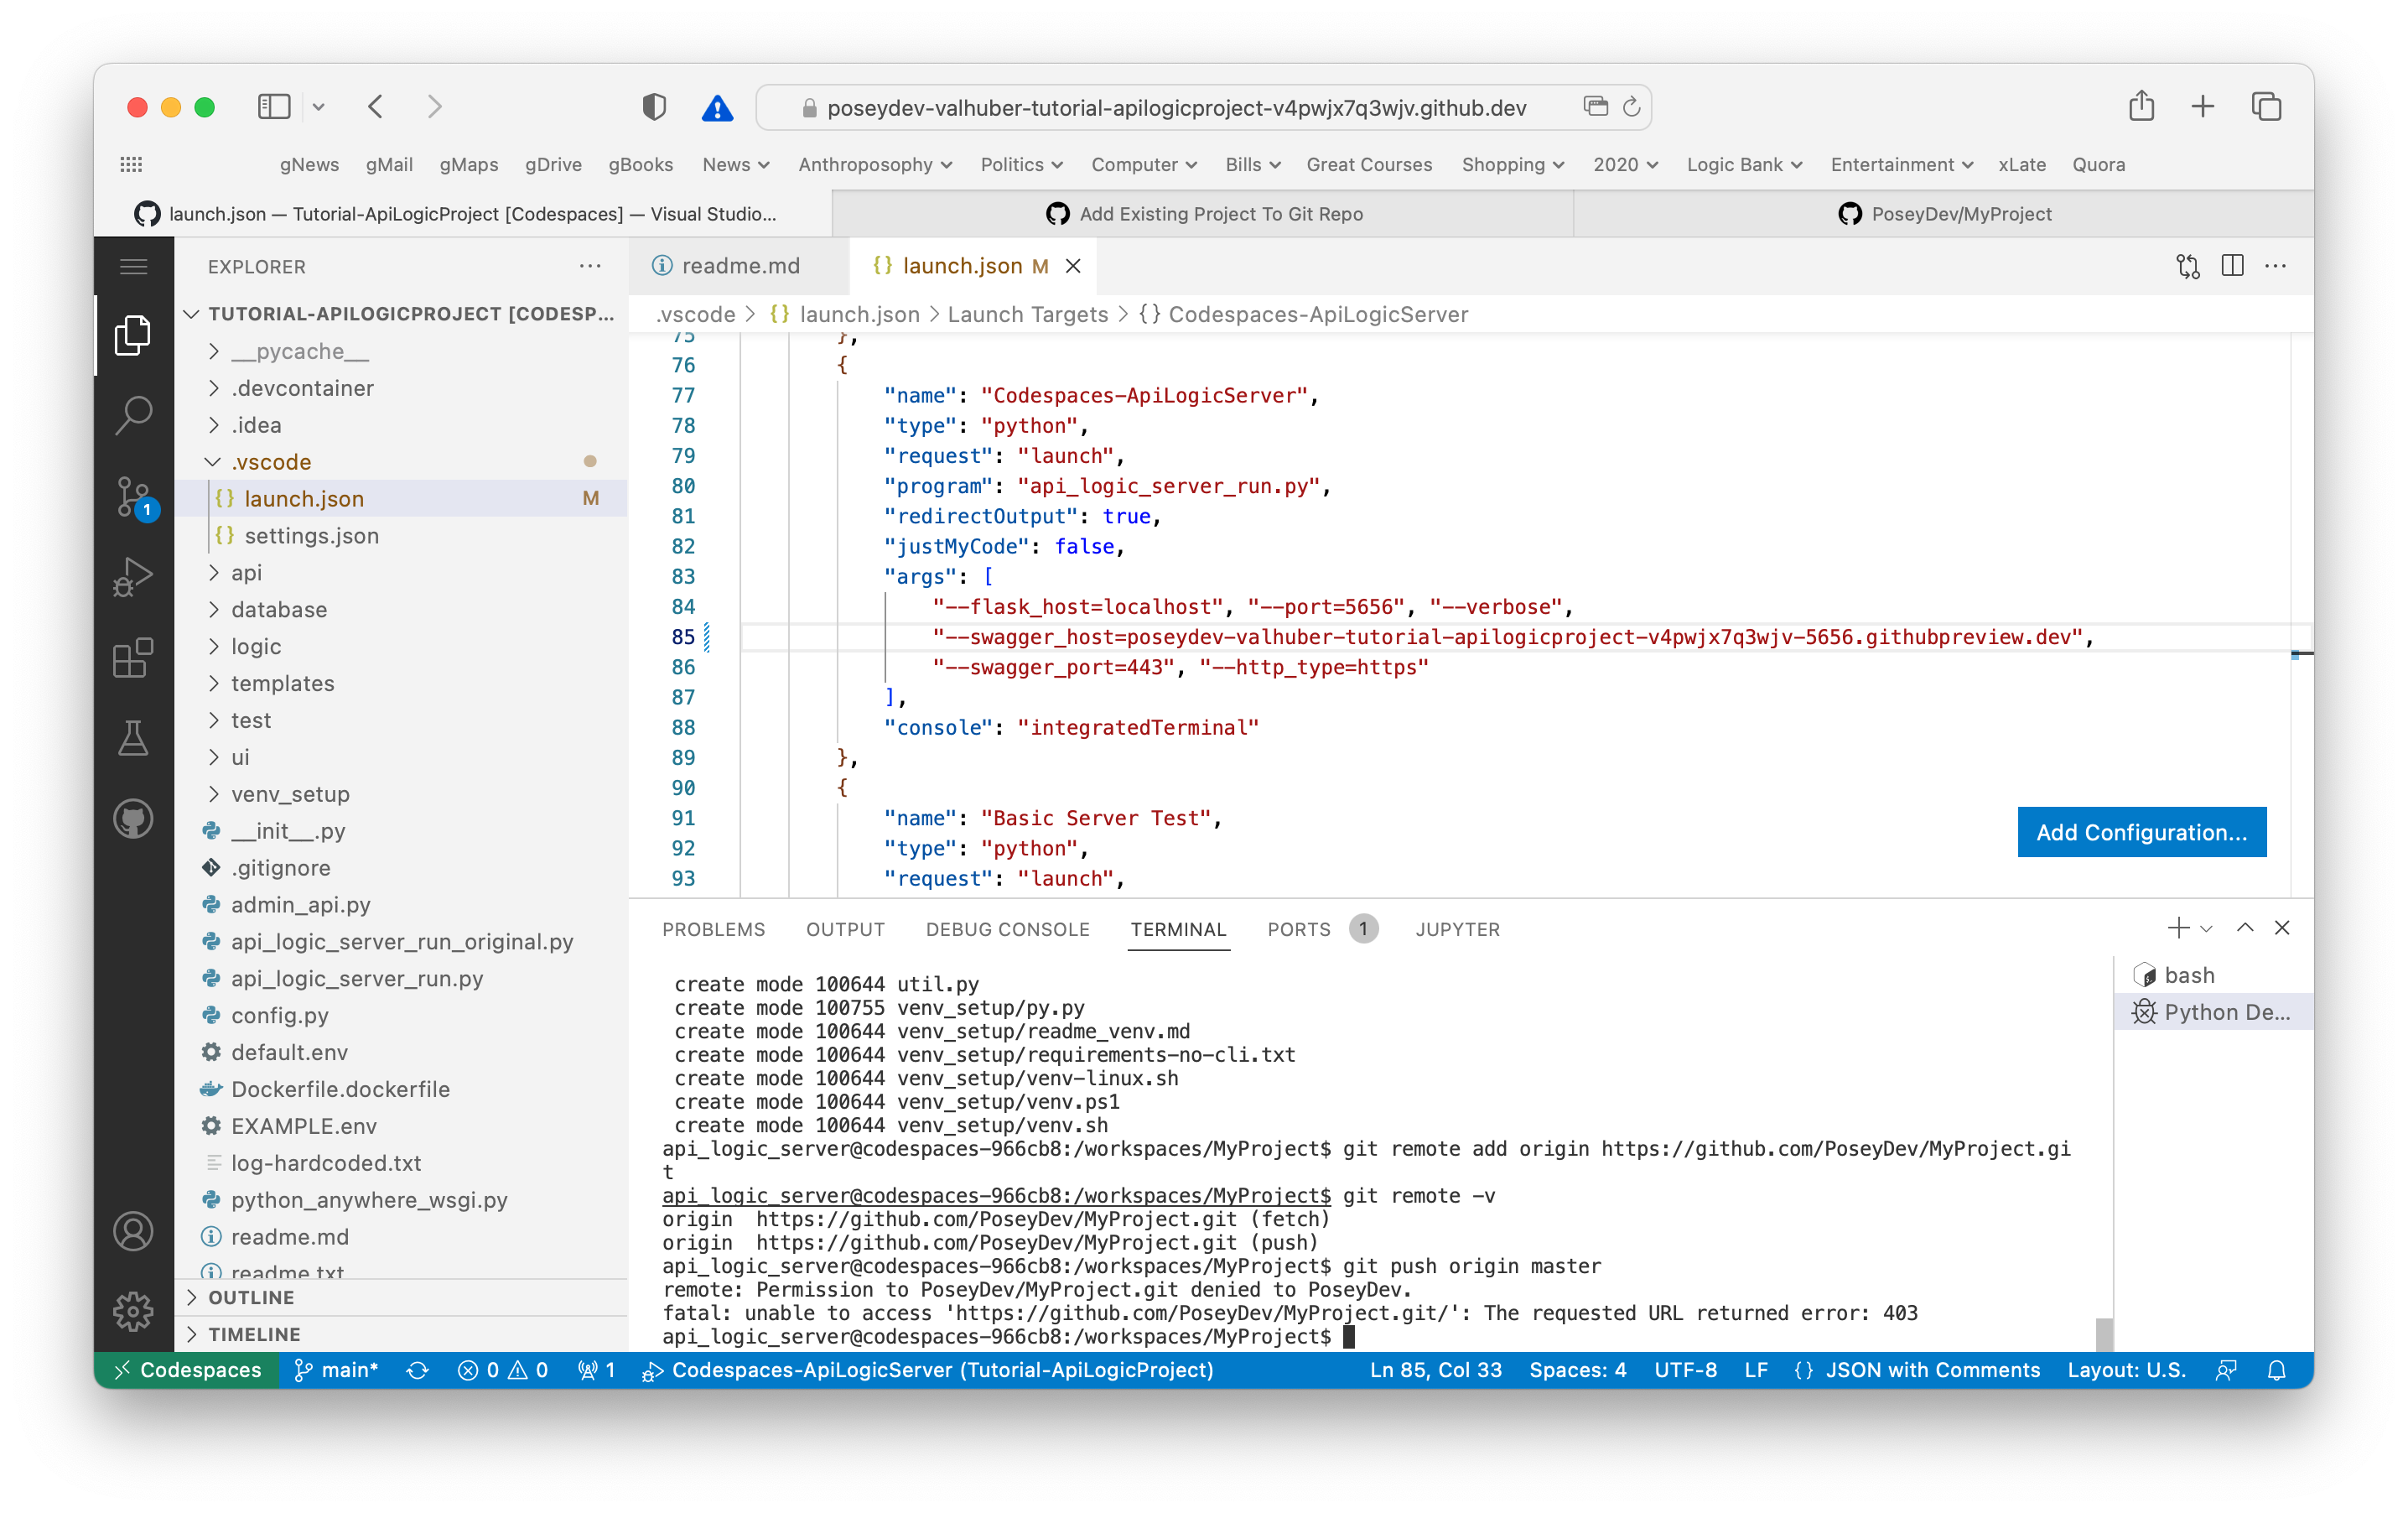 poseydev-valhuber-tutorial-apilogicproject-v4pwjx7q3wjv.github.dev
gNews gMail gMaps gDrive gBooks News Anthroposophy Politics Computer Bills Great Courses Shopping 2020 Logic Bank Entertainment xLate Quora
launch.json — Tutorial-ApiLogicProject [Codespaces] — Visual Studio...
Add Existing Project To Git Repo
PoseyDev/MyProject
EXPLORER
TUTORIAL-APILOGICPROJECT [CODESP...
__pycache__
.devcontainer
.idea
.vscode
{} launch.json M
{} settings.json
api
database
logic
templates
test
ui
venv_setup
__init__.py
.gitignore
admin_api.py
api_logic_server_run_original.py
api_logic_server_run.py
config.py
default.env
Dockerfile.dockerfile
EXAMPLE.env
log-hardcoded.txt
python_anywhere_wsgi.py
readme.md
readme.txt
OUTLINE
TIMELINE
1
readme.md
{} launch.json M
.vscode > {} launch.json > Launch Targets > {} Codespaces-ApiLogicServer
75 },
76 {
77 "name": "Codespaces-ApiLogicServer",
78 "type": "python",
79 "request": "launch",
80 "program": "api_logic_server_run.py",
81 "redirectOutput": true,
82 "justMyCode": false,
83 "args": [
84 "--flask_host=localhost", "--port=5656", "--verbose",
85 "--swagger_host=poseydev-valhuber-tutorial-apilogicproject-v4pwjx7q3wjv-5656.githubpreview.dev",
86 "--swagger_port=443", "--http_type=https"
87 ],
88 "console": "integratedTerminal"
89 },
90 {
91 "name": "Basic Server Test",
92 "type": "python",
93 "request": "launch",
Add Configuration...
PROBLEMS OUTPUT DEBUG CONSOLE TERMINAL PORTS 1 JUPYTER
create mode 100644 util.py
create mode 100755 venv_setup/py.py
create mode 100644 venv_setup/readme_venv.md
create mode 100644 venv_setup/requirements-no-cli.txt
create mode 100644 venv_setup/venv-linux.sh
create mode 100644 venv_setup/venv.ps1
create mode 100644 venv_setup/venv.sh
api_logic_server@codespaces-966cb8:/workspaces/MyProject$ git remote add origin https://github.com/PoseyDev/MyProject.gi
t
api_logic_server@codespaces-966cb8:/workspaces/MyProject$ git remote -v
origin  https://github.com/PoseyDev/MyProject.git (fetch)
origin  https://github.com/PoseyDev/MyProject.git (push)
api_logic_server@codespaces-966cb8:/workspaces/MyProject$ git push origin master
remote: Permission to PoseyDev/MyProject.git denied to PoseyDev.
fatal: unable to access 'https://github.com/PoseyDev/MyProject.git/': The requested URL returned error: 403
api_logic_server@codespaces-966cb8:/workspaces/MyProject$
bash
Python De...
Codespaces main* 0 0 1 Codespaces-ApiLogicServer (Tutorial-ApiLogicProject) Ln 85, Col 33 Spaces: 4 UTF-8 LF {} JSON with Comments Layout: U.S.